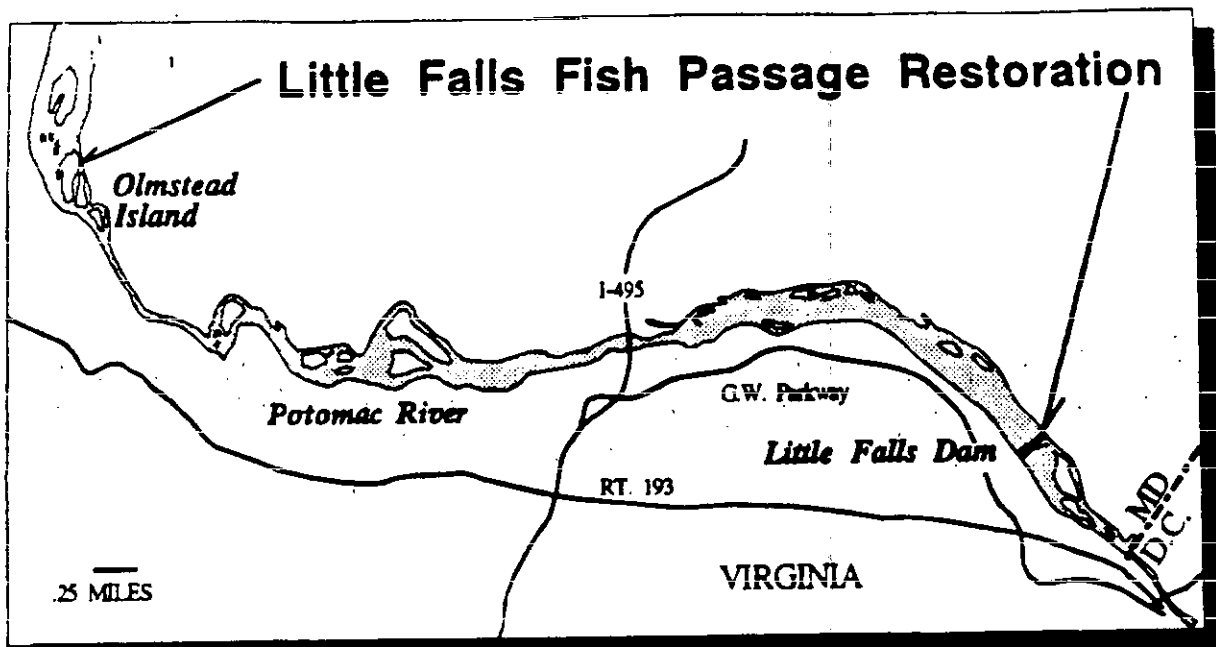 Little Falls Fish Passage Restoration
Olmstead
Island
I-495
Potomac River
G.W. Parkway
Little Falls Dam
RT. 193
MD
D.C.
VIRGINIA
.25 MILES